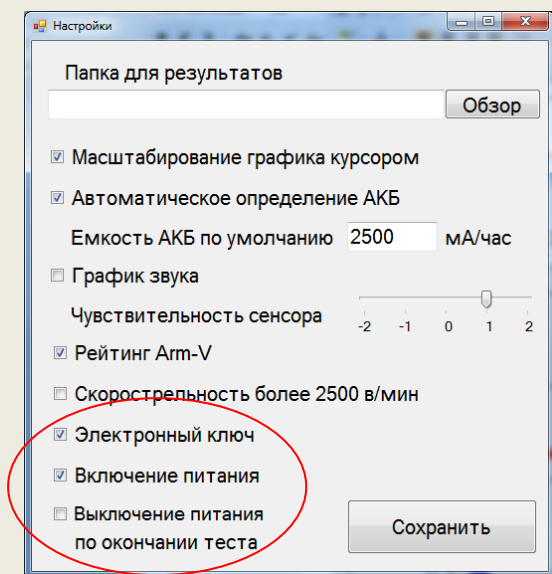 Настройки
Папка для результатов
Обзор
Масштабирование графика курсором
Автоматическое определение АКБ
Емкость АКБ по умолчанию 2500 мА/час
График звука
Чувствительность сенсора
-2 -1 0 1 2
Рейтинг Arm-V
Скорострельность более 2500 в/мин
Электронный ключ
Включение питания
Выключение питания
по окончании теста
Сохранить